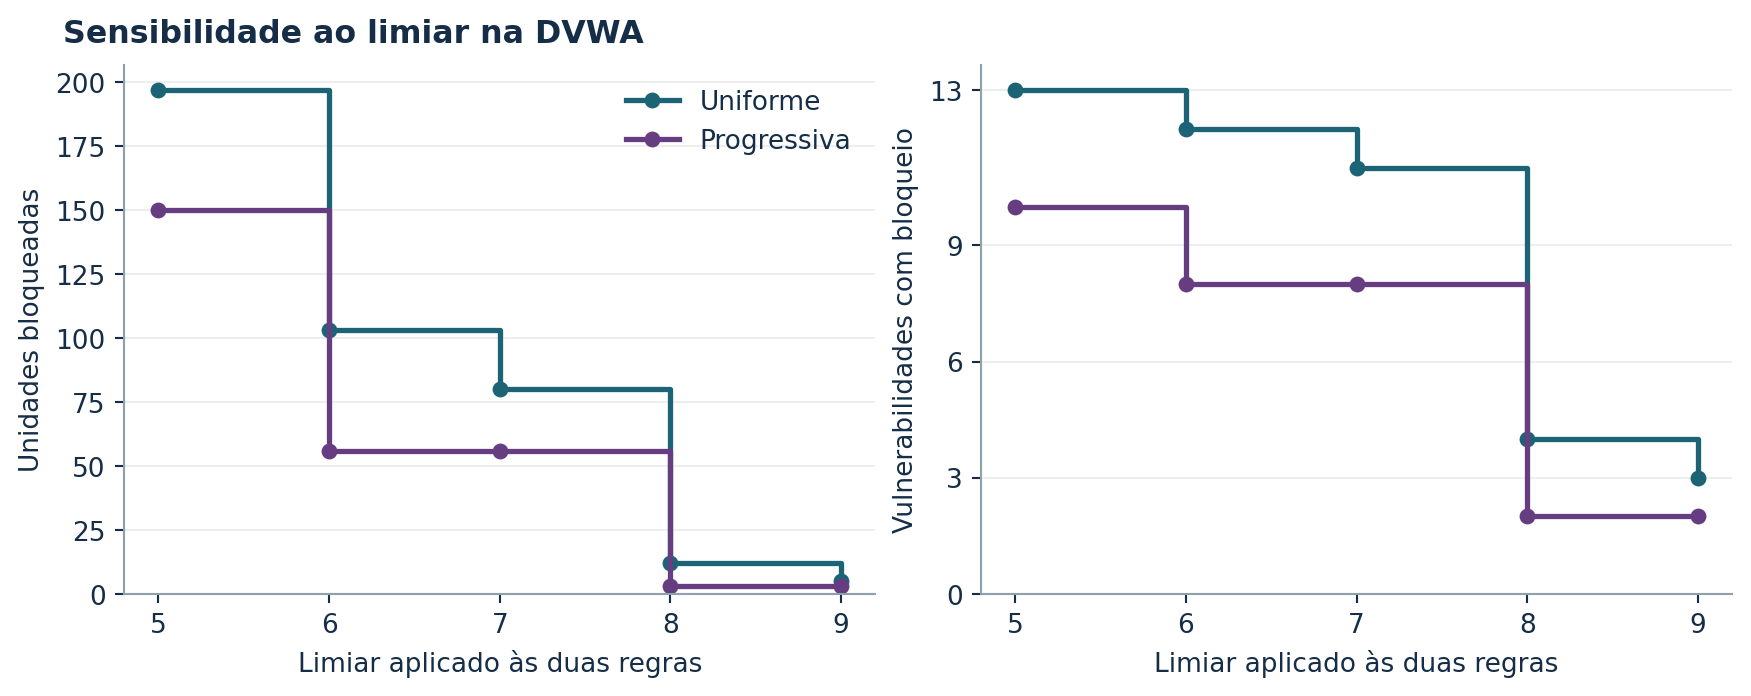 Sensibilidade ao limiar na DVWA
Unidades bloqueadas
200
175
150
125
100
75
50
25
0
Uniforme
Progressiva
5 6 7 8 9
Limiar aplicado às duas regras
Vulnerabilidades com bloqueio
13
9
6
3
0
5 6 7 8 9
Limiar aplicado às duas regras